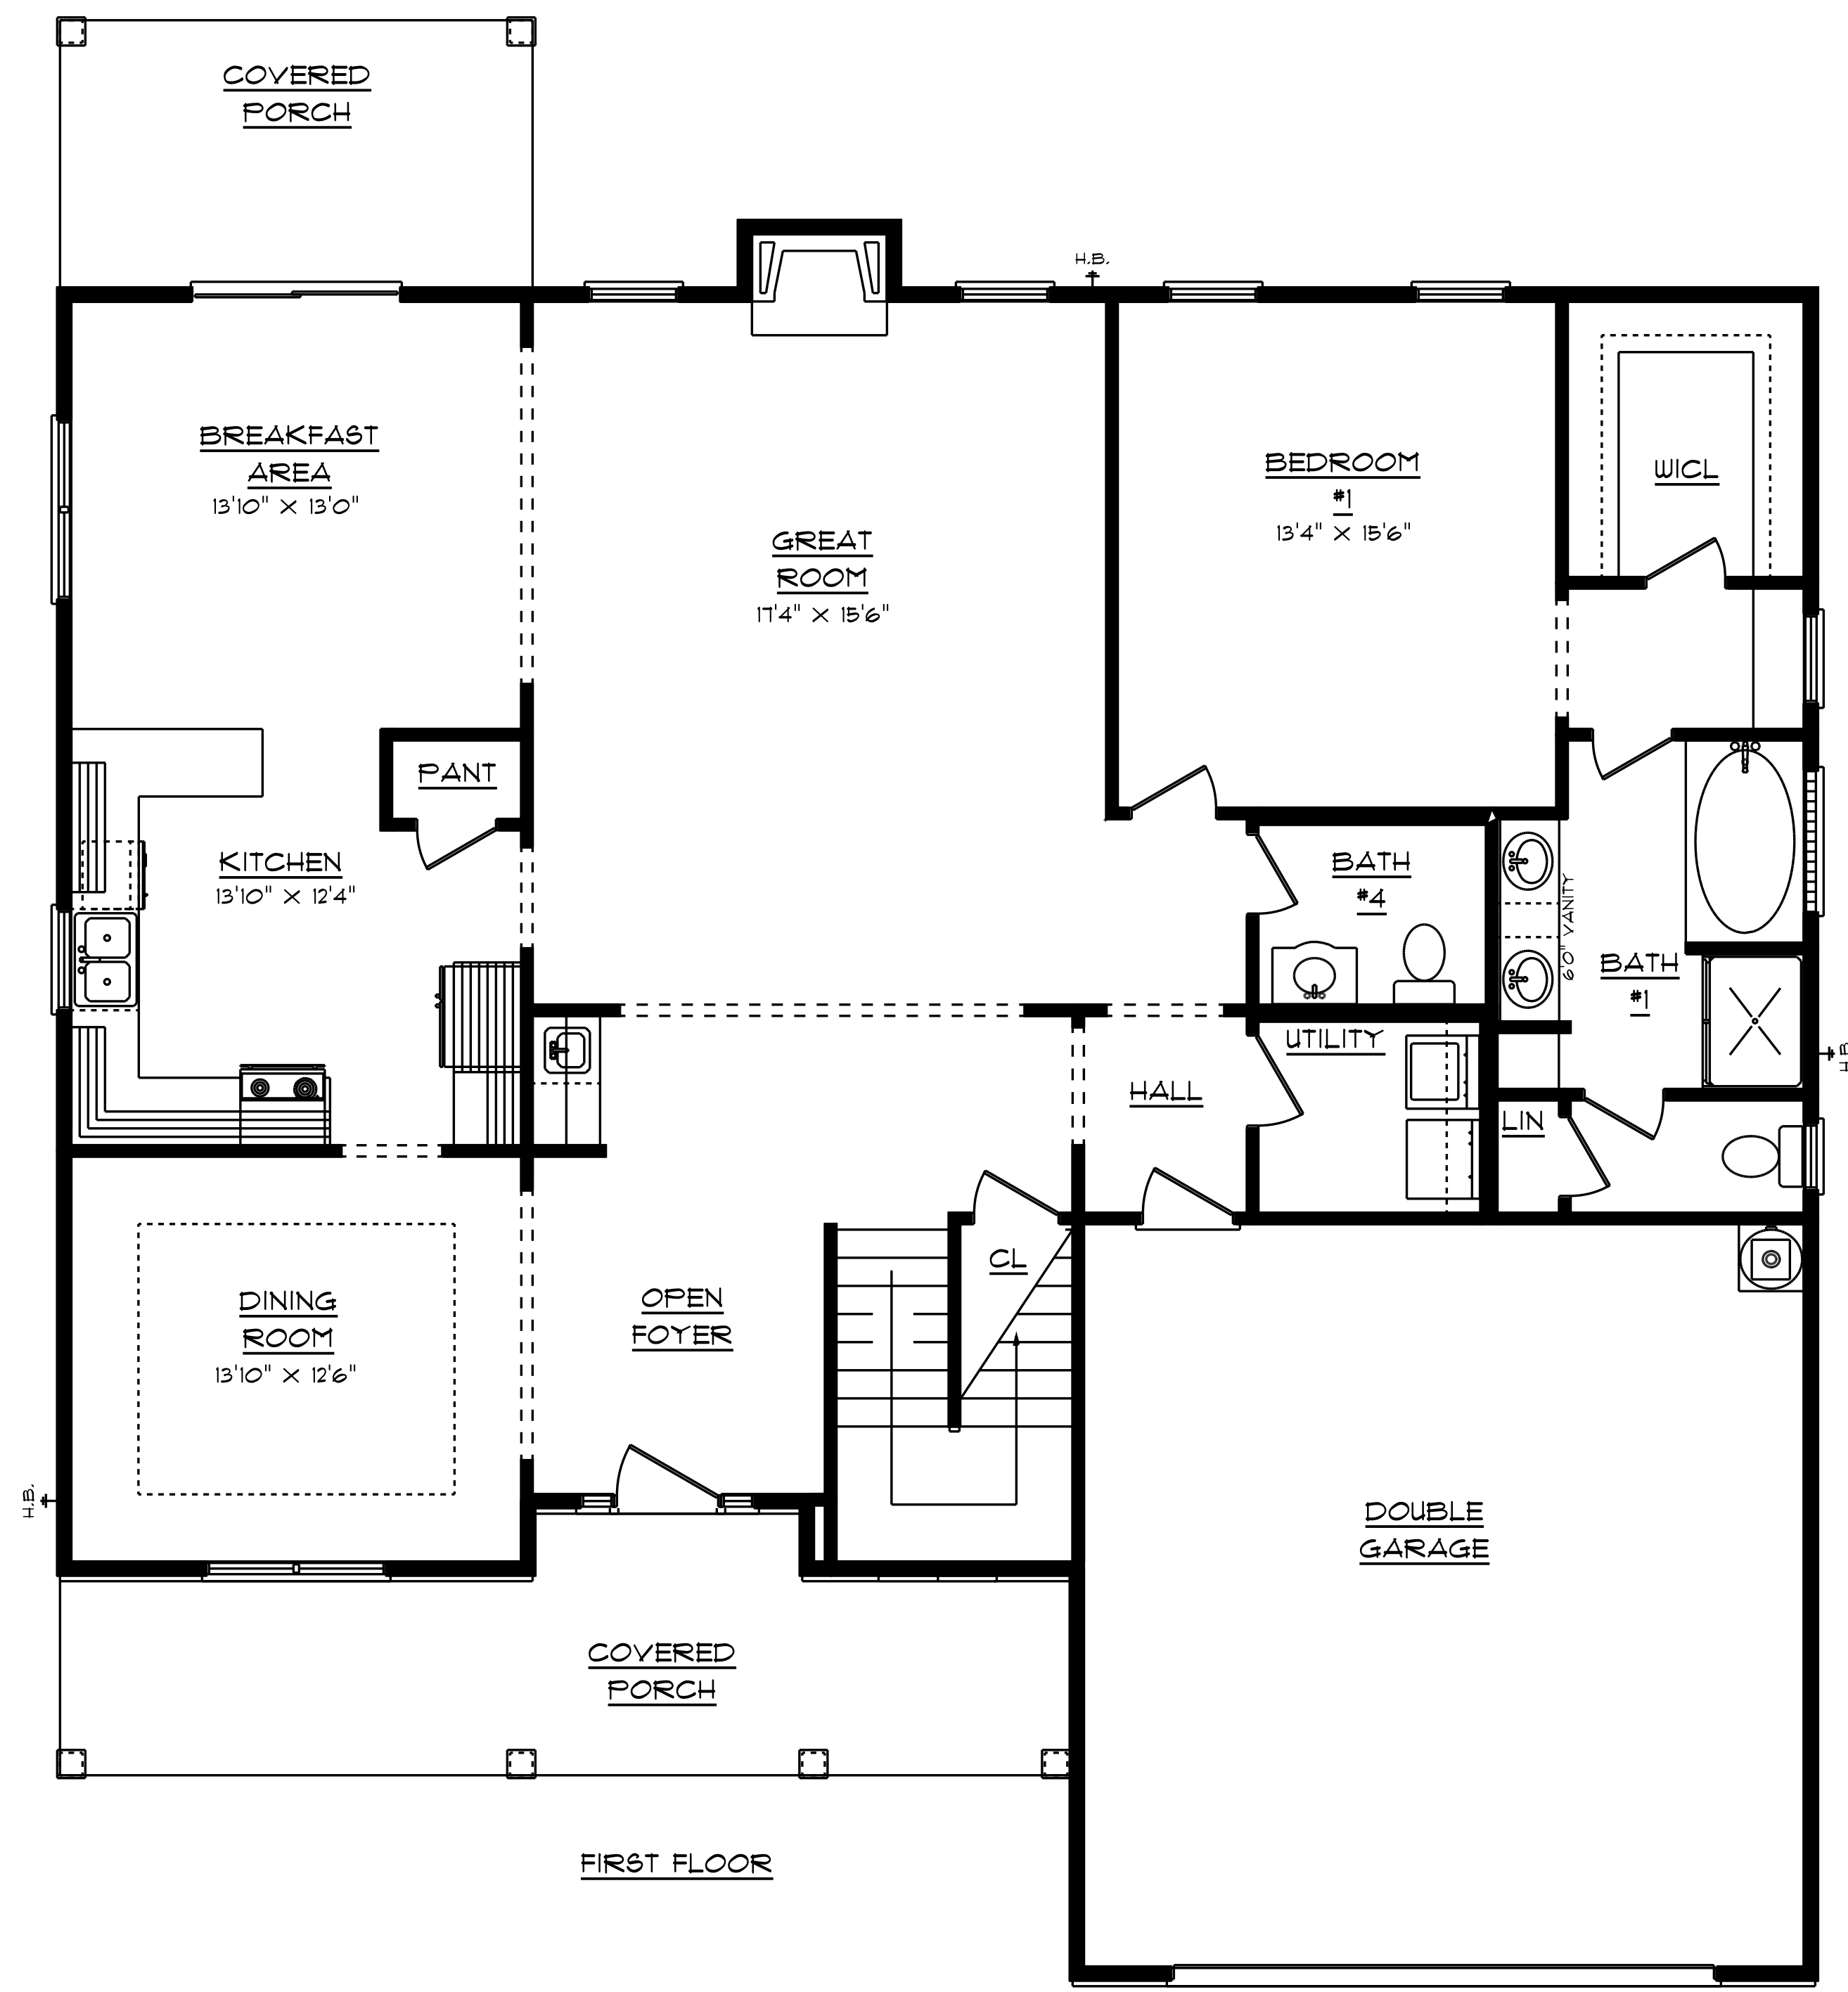 COVERED
PORCH
H.B.
BREAKFAST
AREA
13'10" X 13'0"
BEDROOM
#1
13'4" X 15'6"
WICL
GREAT
ROOM
17'4" X 15'6"
PANT
KITCHEN
13'10" X 12'4"
BATH
#4
6'0" VANITY
BATH
#1
UTILITY
H.B.
HALL
LIN
CL
DINING
ROOM
13'10" X 12'6"
OPEN
FOYER
H.B.
DOUBLE
GARAGE
COVERED
PORCH
FIRST FLOOR